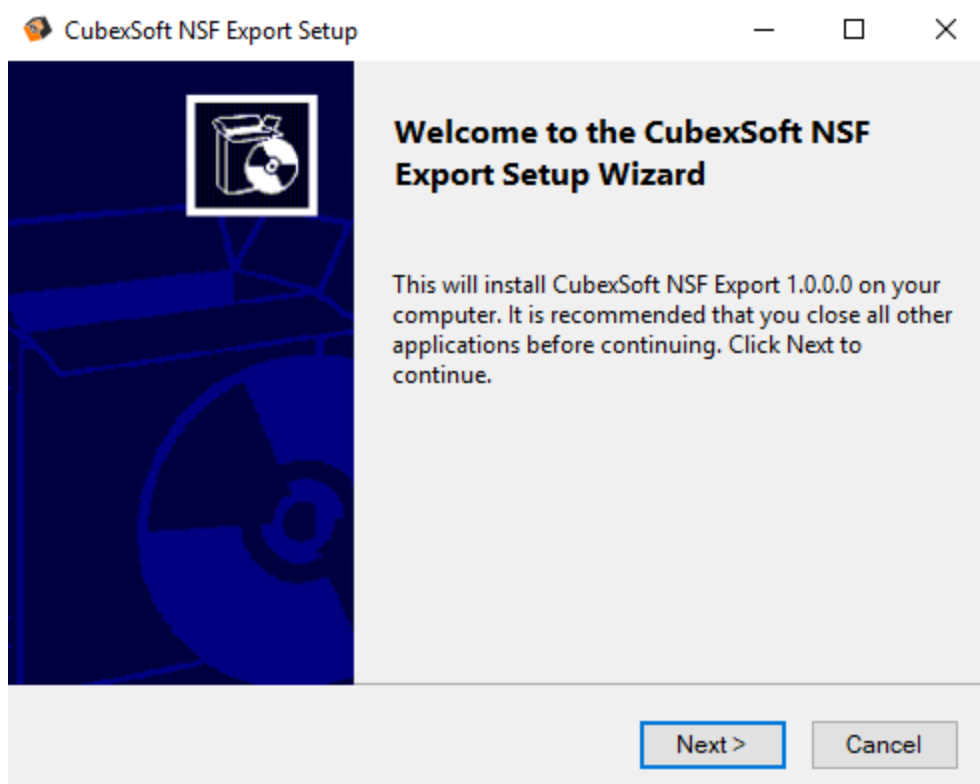 CubexSoft NSF Export Setup
Welcome to the CubexSoft NSF
Export Setup Wizard
This will install CubexSoft NSF Export 1.0.0.0 on your
computer. It is recommended that you close all other
applications before continuing. Click Next to
continue.
Next >
Cancel